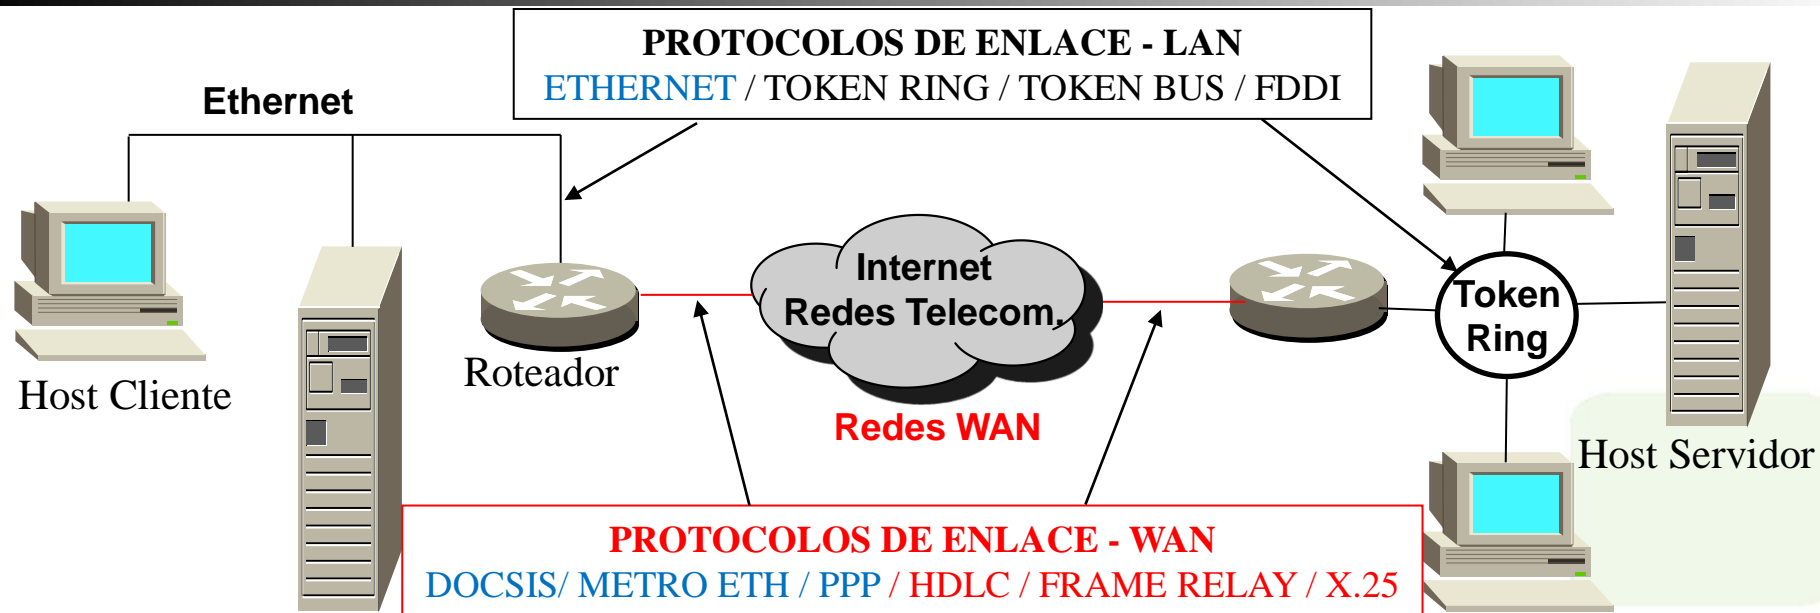 PROTOCOLOS DE ENLACE - LAN
ETHERNET / TOKEN RING / TOKEN BUS / FDDI
Ethernet
Internet
Redes Telecom.
Token
Ring
Roteador
Host Cliente
Redes WAN
Host Servidor
PROTOCOLOS DE ENLACE - WAN
DOCSIS/ METRO ETH / PPP / HDLC / FRAME RELAY / X.25